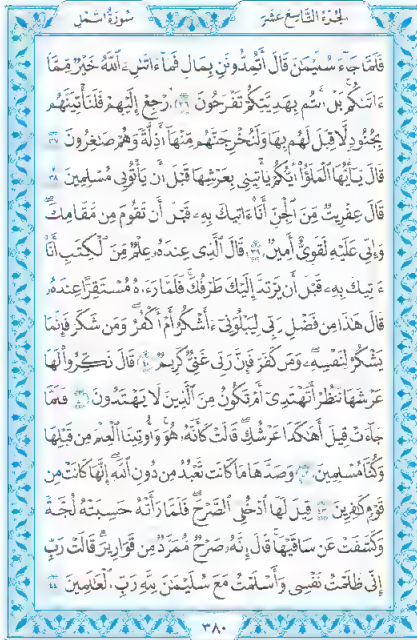 الجزء التاسع عشر سورة النمل
فَلَمَّا جَآءَ سُلَيْمَٰنَ قَالَ أَتُمِدُّونَنِ بِمَالٍ فَمَآ ءَاتَىٰنِۦَ ٱللَّهُ خَيْرٌ مِّمَّآ
ءَاتَىٰكُم بَلْ أَنتُم بِهَدِيَّتِكُمْ تَفْرَحُونَ ٣٦ ٱرْجِعْ إِلَيْهِمْ فَلَنَأْتِيَنَّهُم
بِجُنُودٍ لَّا قِبَلَ لَهُم بِهَا وَلَنُخْرِجَنَّهُم مِّنْهَآ أَذِلَّةً وَهُمْ صَٰغِرُونَ ٣٧
قَالَ يَٰٓأَيُّهَا ٱلْمَلَؤُا۟ أَيُّكُمْ يَأْتِينِى بِعَرْشِهَا قَبْلَ أَن يَأْتُونِى مُسْلِمِينَ ٣٨
قَالَ عِفْرِيتٌ مِّنَ ٱلْجِنِّ أَنَا۠ ءَاتِيكَ بِهِۦ قَبْلَ أَن تَقُومَ مِن مَّقَامِكَ
وَإِنِّى عَلَيْهِ لَقَوِىٌّ أَمِينٌ ٣٩ قَالَ ٱلَّذِى عِندَهُۥ عِلْمٌ مِّنَ ٱلْكِتَٰبِ أَنَا۠
ءَاتِيكَ بِهِۦ قَبْلَ أَن يَرْتَدَّ إِلَيْكَ طَرْفُكَ فَلَمَّا رَءَاهُ مُسْتَقِرًّا عِندَهُۥ
قَالَ هَٰذَا مِن فَضْلِ رَبِّى لِيَبْلُوَنِىٓ ءَأَشْكُرُ أَمْ أَكْفُرُ وَمَن شَكَرَ فَإِنَّمَا
يَشْكُرُ لِنَفْسِهِۦ وَمَن كَفَرَ فَإِنَّ رَبِّى غَنِىٌّ كَرِيمٌ ٤٠ قَالَ نَكِّرُوا۟ لَهَا
عَرْشَهَا نَنظُرْ أَتَهْتَدِىٓ أَمْ تَكُونُ مِنَ ٱلَّذِينَ لَا يَهْتَدُونَ ٤١ فَلَمَّا
جَآءَتْ قِيلَ أَهَٰكَذَا عَرْشُكِ قَالَتْ كَأَنَّهُۥ هُوَ وَأُوتِينَا ٱلْعِلْمَ مِن قَبْلِهَا
وَكُنَّا مُسْلِمِينَ ٤٢ وَصَدَّهَا مَا كَانَت تَّعْبُدُ مِن دُونِ ٱللَّهِ إِنَّهَا كَانَتْ مِن
قَوْمٍ كَٰفِرِينَ ٤٣ قِيلَ لَهَا ٱدْخُلِى ٱلصَّرْحَ فَلَمَّا رَأَتْهُ حَسِبَتْهُ لُجَّةً
وَكَشَفَتْ عَن سَاقَيْهَا قَالَ إِنَّهُۥ صَرْحٌ مُّمَرَّدٌ مِّن قَوَارِيرَ قَالَتْ رَبِّ
إِنِّى ظَلَمْتُ نَفْسِى وَأَسْلَمْتُ مَعَ سُلَيْمَٰنَ لِلَّهِ رَبِّ ٱلْعَٰلَمِينَ ٤٤
٣٨٠